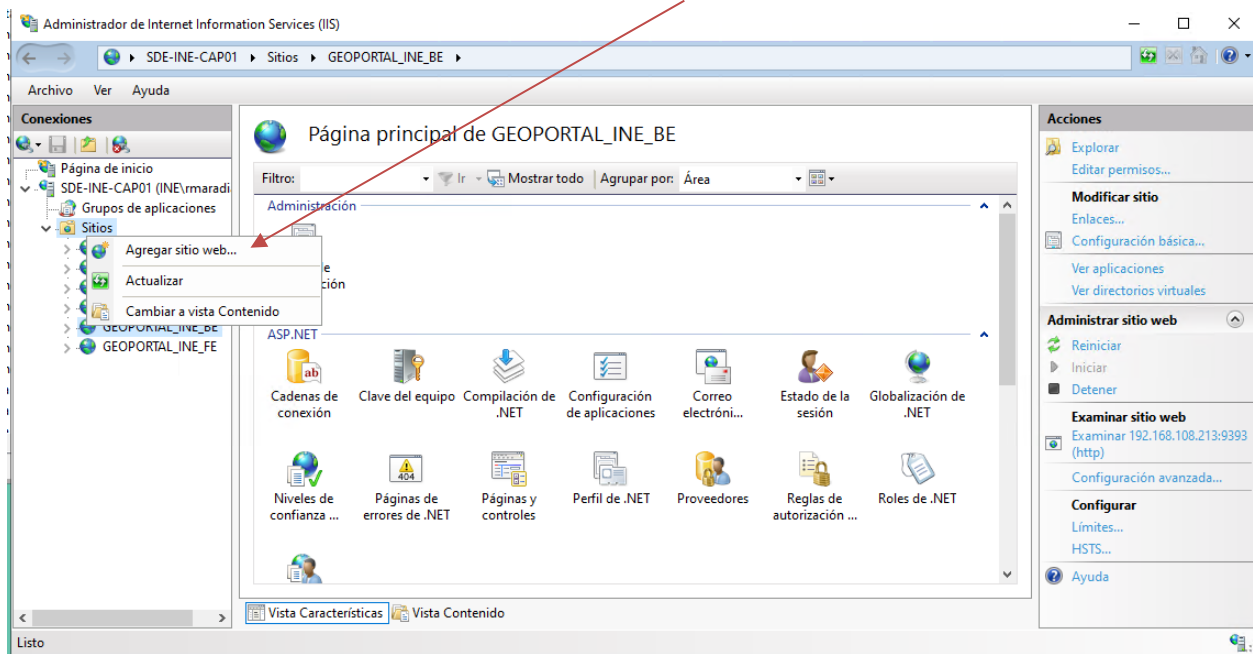 Administrador de Internet Information Services (IIS)
SDE-INE-CAP01 Sitios GEOPORTAL_INE_BE
Archivo Ver Ayuda
Conexiones
Página de inicio
SDE-INE-CAP01 (INE\rmaradi
Grupos de aplicaciones
Sitios
Agregar sitio web...
Actualizar
Cambiar a vista Contenido
GEOPORTAL_INE_BE
GEOPORTAL_INE_FE
Página principal de GEOPORTAL_INE_BE
Filtro: Ir Mostrar todo Agrupar por: Área
Administración
ción
ASP.NET
Cadenas de conexión
Clave del equipo
Compilación de .NET
Configuración de aplicaciones
Correo electróni...
Estado de la sesión
Globalización de .NET
Niveles de confianza ...
Páginas de errores de .NET
Páginas y controles
Perfil de .NET
Proveedores
Reglas de autorización ...
Roles de .NET
Vista Características Vista Contenido
Acciones
Explorar
Editar permisos...
Modificar sitio
Enlaces...
Configuración básica...
Ver aplicaciones
Ver directorios virtuales
Administrar sitio web
Reiniciar
Iniciar
Detener
Examinar sitio web
Examinar 192.168.108.213:9393
(http)
Configuración avanzada...
Configurar
Límites...
HSTS...
Ayuda
Listo